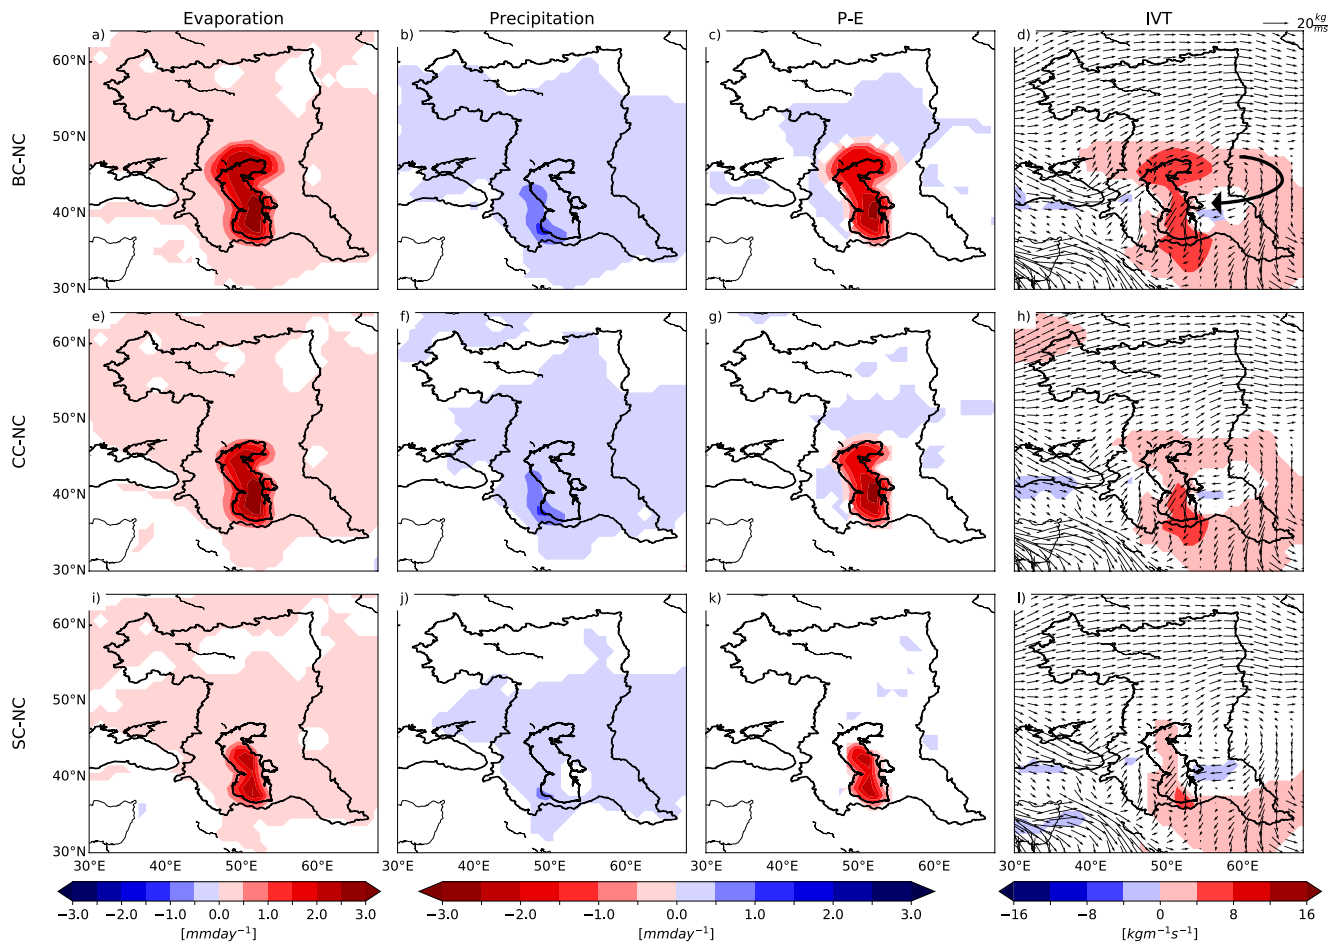 Evaporation Precipitation P-E IVT 20 kg/ms
a) b) c) d)
60°N
50°N
40°N
30°N
BC-NC
e) f) g) h)
60°N
50°N
40°N
30°N
CC-NC
i) j) k) l)
60°N
50°N
40°N
30°N
SC-NC
30°E 40°E 50°E 60°E 30°E 40°E 50°E 60°E 30°E 40°E 50°E 60°E 30°E 40°E 50°E 60°E
−3.0 −2.0 −1.0 0.0 1.0 2.0 3.0 −3.0 −2.0 −1.0 0.0 1.0 2.0 3.0 −16 −8 0 8 16
[mmday⁻¹] [mmday⁻¹] [kgm⁻¹s⁻¹]